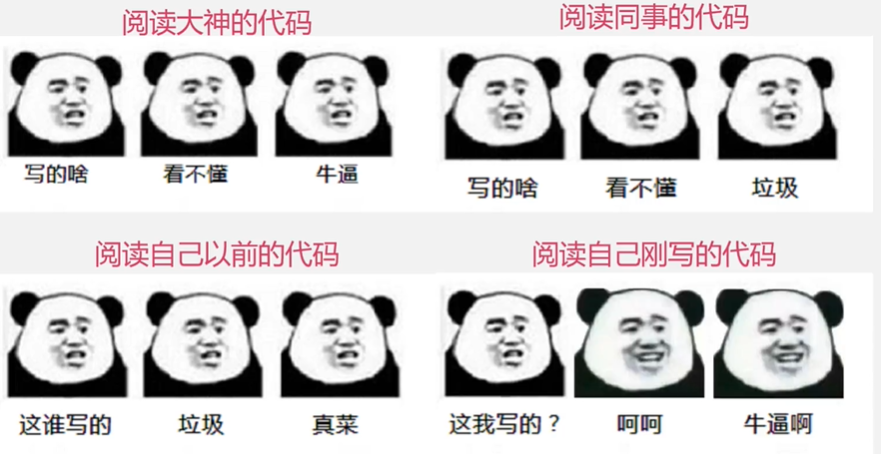 阅读大神的代码
写的啥 看不懂 牛逼
阅读同事的代码
写的啥 看不懂 垃圾
阅读自己以前的代码
这谁写的 垃圾 真菜
阅读自己刚写的代码
这我写的？ 呵呵 牛逼啊